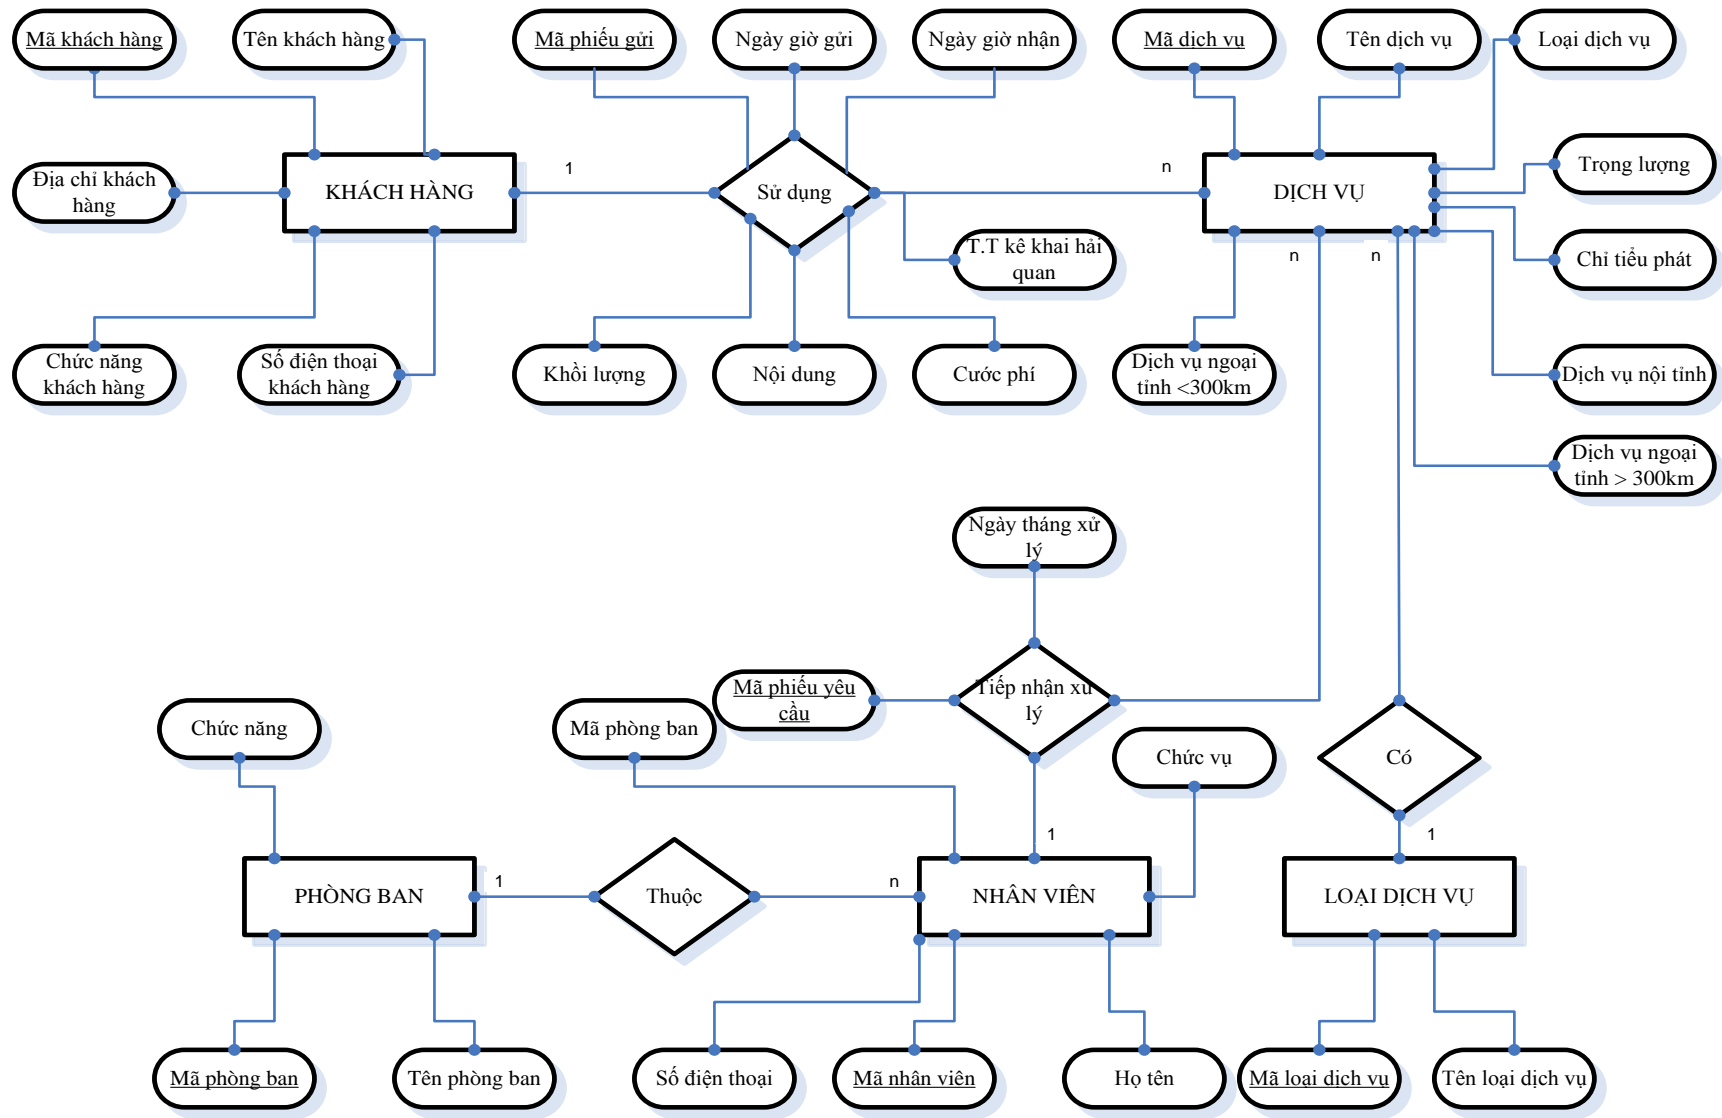 Mã khách hàng
Tên khách hàng
Mã phiếu gửi
Ngày giờ gửi
Ngày giờ nhận
Mã dịch vụ
Tên dịch vụ
Loại dịch vụ
Địa chỉ khách
hàng
KHÁCH HÀNG
1
Sử dụng
n
DỊCH VỤ
Trọng lượng
T.T kê khai hải
quan
n
n
Chỉ tiểu phát
Chức năng
khách hàng
Số điện thoại
khách hàng
Khồi lượng
Nội dung
Cước phí
Dịch vụ ngoại
tỉnh <300km
Dịch vụ nội tỉnh
Dịch vụ ngoại
tỉnh > 300km
Ngày tháng xử
lý
Mã phiếu yêu
cầu
Tiếp nhận xử
lý
Chức năng
Mã phòng ban
Chức vụ
Có
1
1
PHÒNG BAN
1
Thuộc
n
NHÂN VIÊN
LOẠI DỊCH VỤ
Mã phòng ban
Tên phòng ban
Số điện thoại
Mã nhân viên
Họ tên
Mã loại dịch vụ
Tên loại dịch vụ